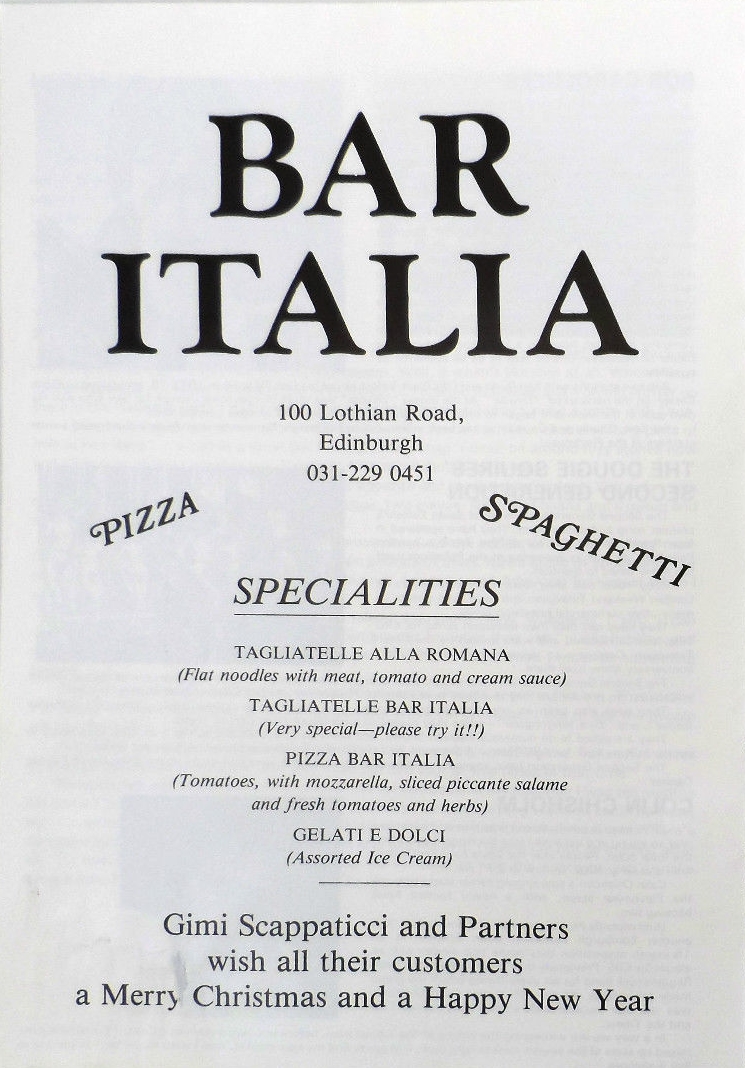 BAR
ITALIA
100 Lothian Road,
Edinburgh
031-229 0451
PIZZA
SPAGHETTI
SPECIALITIES
TAGLIATELLE ALLA ROMANA
(Flat noodles with meat, tomato and cream sauce)
TAGLIATELLE BAR ITALIA
(Very special—please try it!!)
PIZZA BAR ITALIA
(Tomatoes, with mozzarella, sliced piccante salame
and fresh tomatoes and herbs)
GELATI E DOLCI
(Assorted Ice Cream)
Gimi Scappaticci and Partners
wish all their customers
a Merry Christmas and a Happy New Year